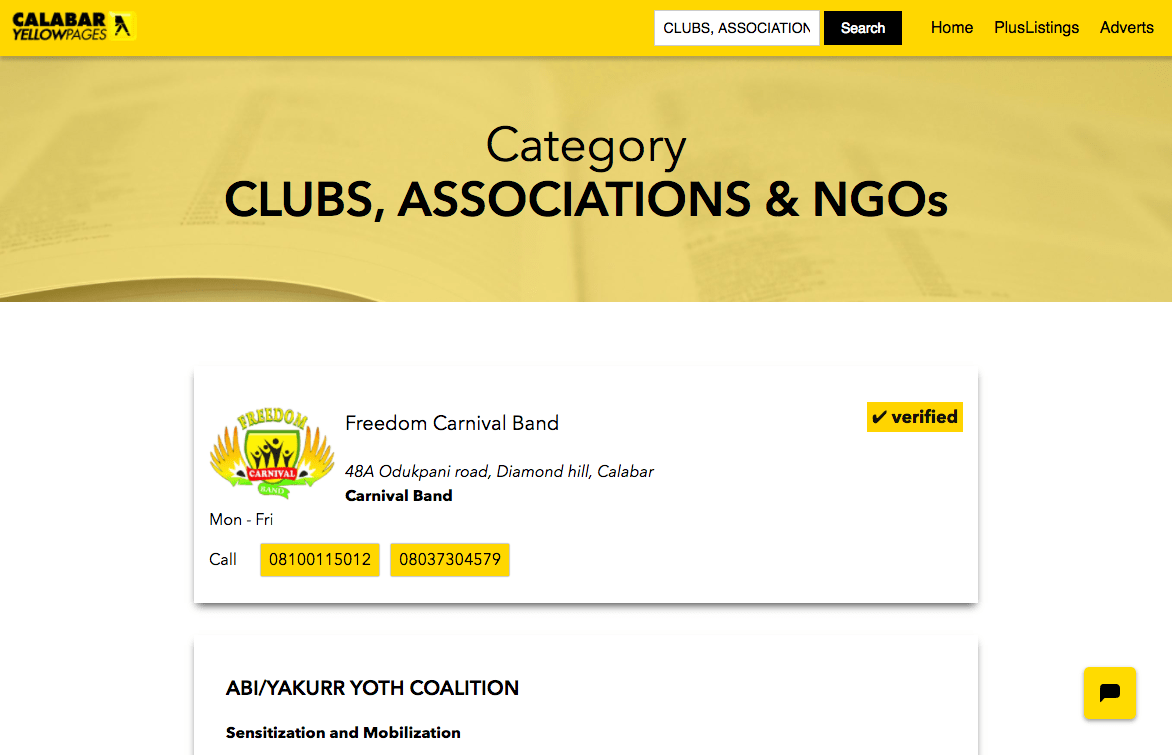 CALABAR
YELLOWPAGES
CLUBS, ASSOCIATION
Search
Home
PlusListings
Adverts
Category
CLUBS, ASSOCIATIONS & NGOs
FREEDOM
CARNIVAL
BAND
Freedom Carnival Band
✔ verified
48A Odukpani road, Diamond hill, Calabar
Carnival Band
Mon - Fri
Call 08100115012 08037304579
ABI/YAKURR YOTH COALITION
Sensitization and Mobilization